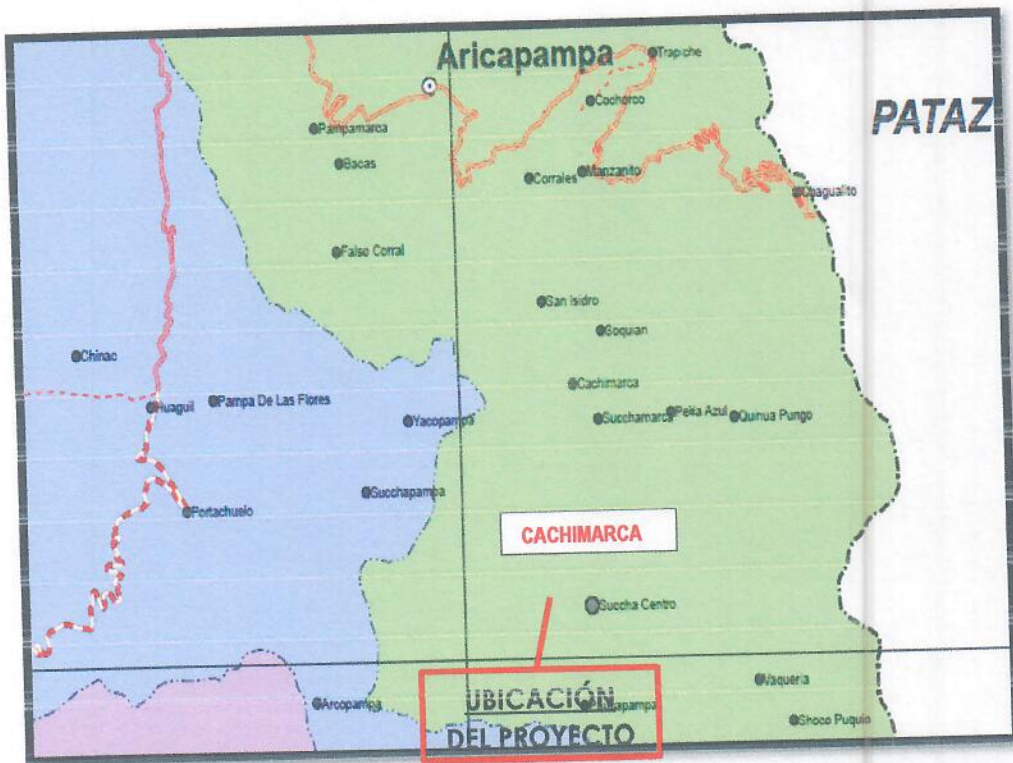 Aricapampa
Trapiche
PATAZ
Cochorco
Pampamarca
Bacas
Corrales
Manzanito
Chagualito
Falso Corral
San Isidro
Soquian
Chinac
Cachimarca
Huaguil
Pampa De Las Flores
Yacopampa
Succhamarca
Peña Azul
Quinua Pungo
Succhapampa
Portachuelo
CACHIMARCA
Succha Centro
Vaqueria
Arcopampa
UBICACIÓN
DEL PROYECTO
Shoco Puquio